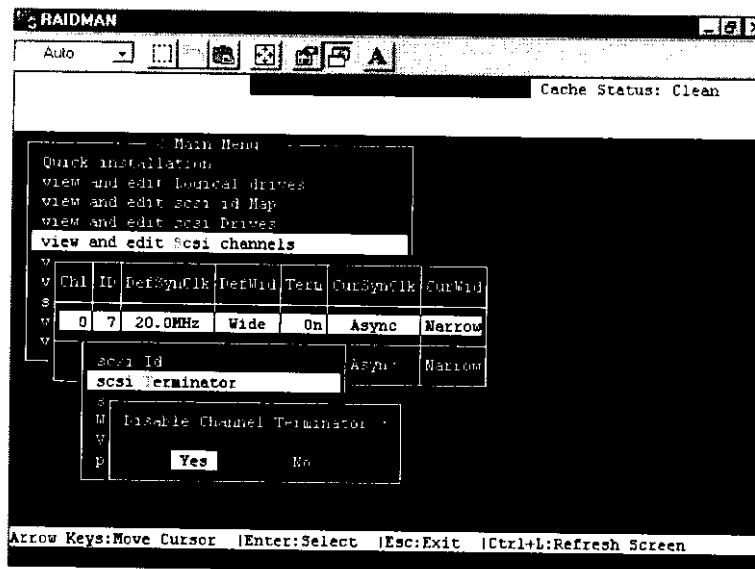 RAIDMAN
Auto
A
Cache Status: Clean
Main Menu
Quick installation
view and edit Logical drives
view and edit scsi id Map
view and edit scsi Drives
view and edit Scsi channels
v
v Chl ID DefSynClk DefWid Term CurSynClk CurWid
s
v 0 7 20.0MHz Wide On Async Narrow
v
scsi Id Async Narrow
scsi Terminator
s
M Disable Channel Terminator
V
p Yes No
Arrow Keys:Move Cursor |Enter:Select |Esc:Exit |Ctrl+L:Refresh Screen